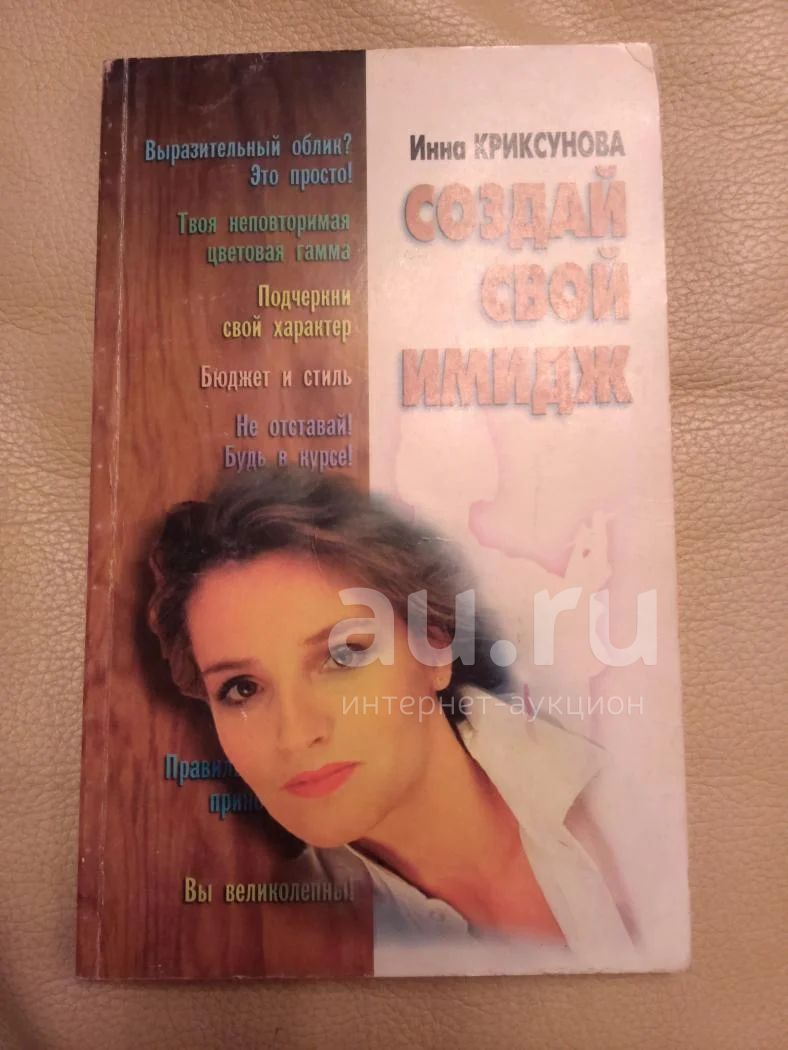 Инна КРИКСУНОВА
СОЗДАЙ
СВОЙ
ИМИДЖ
Выразительный облик?
Это просто!
Твоя неповторимая
цветовая гамма
Подчеркни
свой характер
Бюджет и стиль
Не отставай!
Будь в курсе!
Вы великолепны!
au.ru
интернет-аукцион